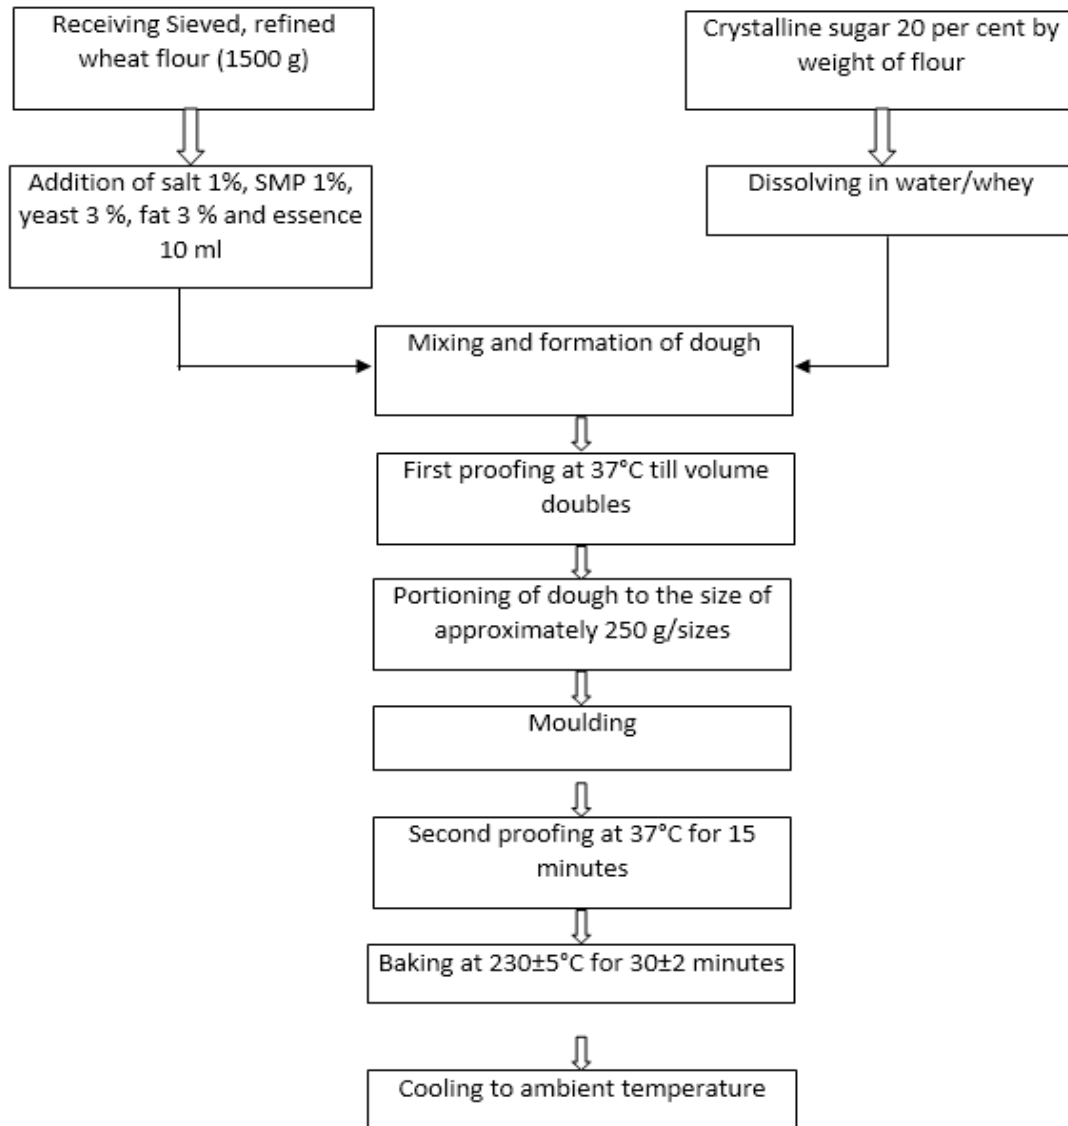 Receiving Sieved, refined
wheat flour (1500 g)
Crystalline sugar 20 per cent by
weight of flour
Addition of salt 1%, SMP 1%,
yeast 3 %, fat 3 % and essence
10 ml
Dissolving in water/whey
Mixing and formation of dough
First proofing at 37°C till volume
doubles
Portioning of dough to the size of
approximately 250 g/sizes
Moulding
Second proofing at 37°C for 15
minutes
Baking at 230±5°C for 30±2 minutes
Cooling to ambient temperature